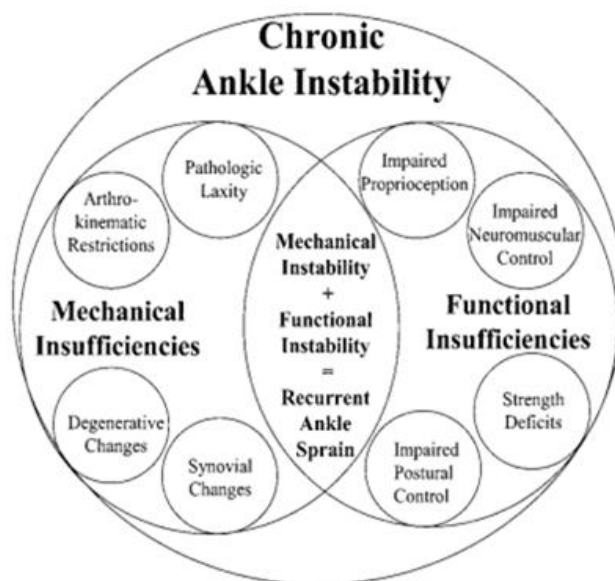 Chronic
Ankle Instability
Pathologic
Laxity
Impaired
Proprioception
Arthro-
kinematic
Restrictions
Impaired
Neuromuscular
Control
Mechanical
Instability
+
Functional
Instability
=
Recurrent
Ankle
Sprain
Mechanical
Insufficiencies
Functional
Insufficiencies
Degenerative
Changes
Synovial
Changes
Impaired
Postural
Control
Strength
Deficits